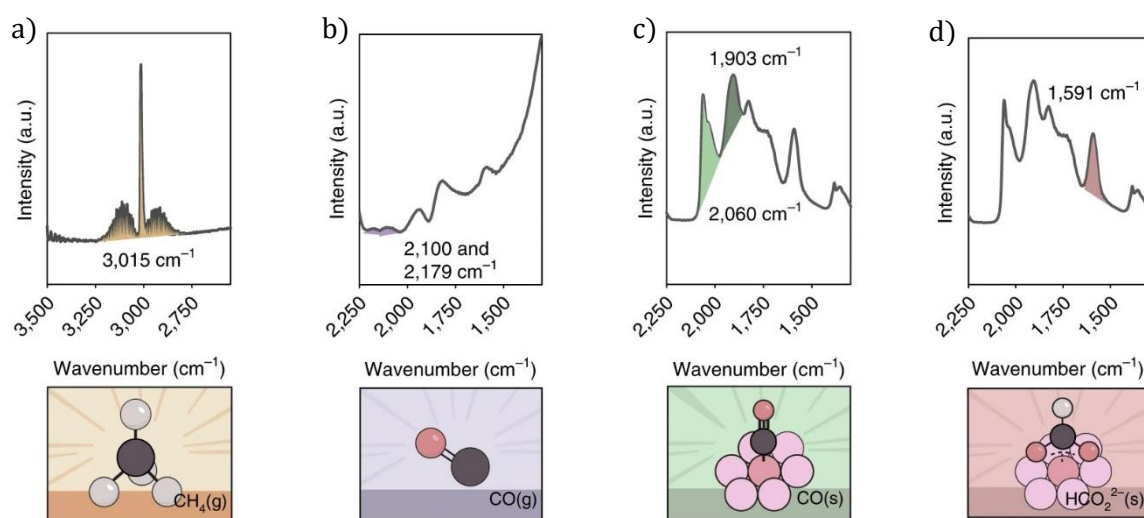 a)
Intensity (a.u.)
3,015 cm⁻¹
3,500
3,250
3,000
2,750
Wavenumber (cm⁻¹)
CH₄(g)
b)
Intensity (a.u.)
2,100 and
2,179 cm⁻¹
2,250
2,000
1,750
1,500
Wavenumber (cm⁻¹)
CO(g)
c)
Intensity (a.u.)
1,903 cm⁻¹
2,060 cm⁻¹
2,250
2,000
1,750
1,500
Wavenumber (cm⁻¹)
CO(s)
d)
Intensity (a.u.)
1,591 cm⁻¹
2,250
2,000
1,750
1,500
Wavenumber (cm⁻¹)
HCO₂²⁻(s)